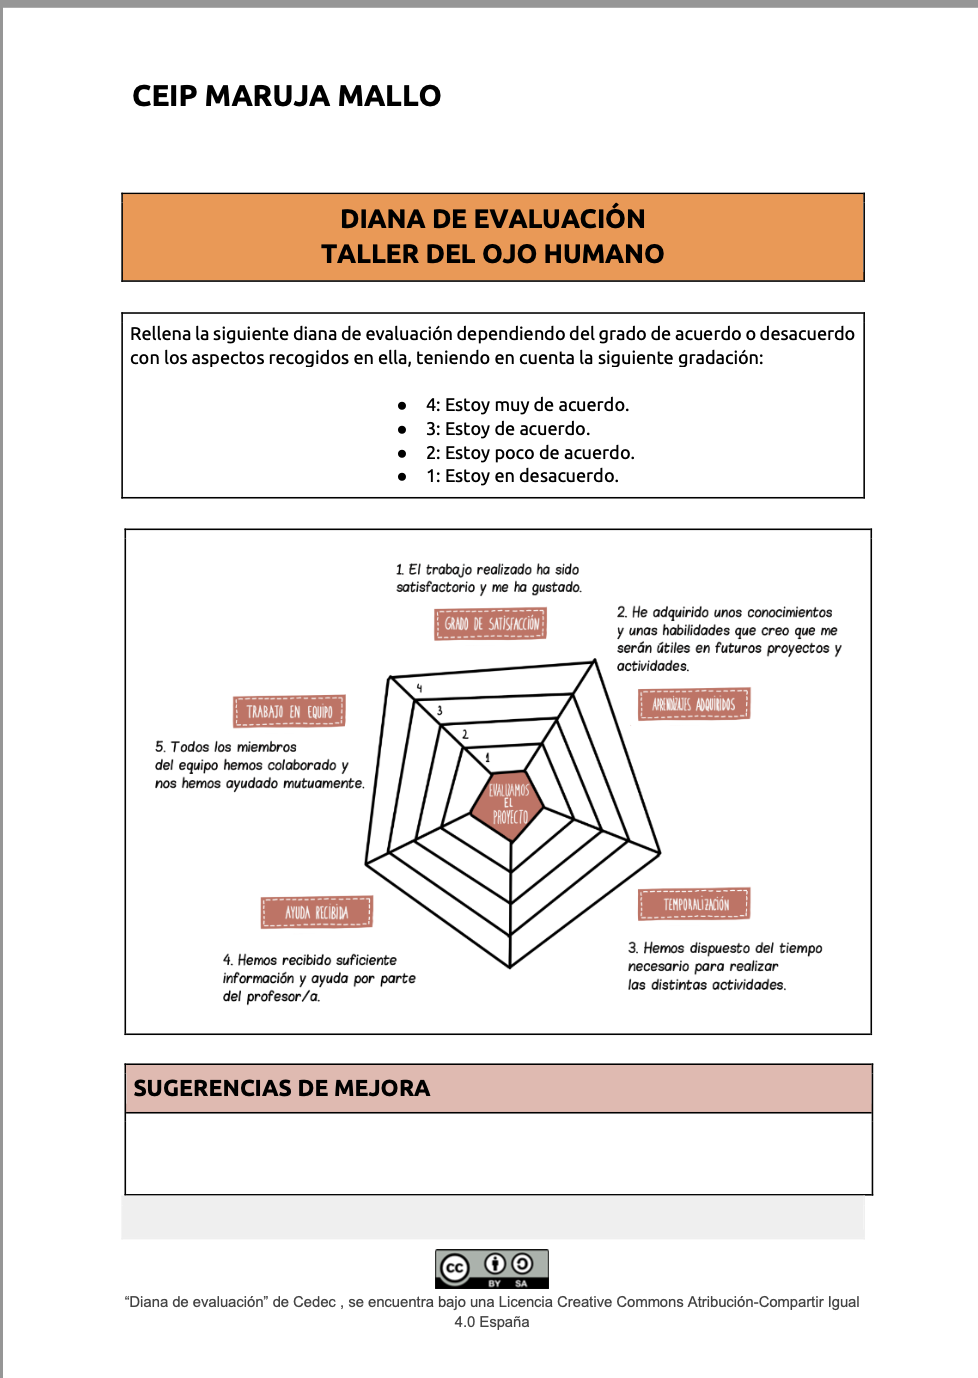 CEIP MARUJA MALLO
DIANA DE EVALUACIÓN
TALLER DEL OJO HUMANO
Rellena la siguiente diana de evaluación dependiendo del grado de acuerdo o desacuerdo
con los aspectos recogidos en ella, teniendo en cuenta la siguiente gradación:
● 4: Estoy muy de acuerdo.
● 3: Estoy de acuerdo.
● 2: Estoy poco de acuerdo.
● 1: Estoy en desacuerdo.
1. El trabajo realizado ha sido
satisfactorio y me ha gustado.
GRADO DE SATISFACCIÓN
2. He adquirido unos conocimientos
y unas habilidades que creo que me
serán útiles en futuros proyectos y
actividades.
APRENDIZAJES ADQUIRIDOS
TRABAJO EN EQUIPO
5. Todos los miembros
del equipo hemos colaborado y
nos hemos ayudado mutuamente.
4
3
2
1
EVALUAMOS
EL
PROYECTO
AYUDA RECIBIDA
4. Hemos recibido suficiente
información y ayuda por parte
del profesor/a.
TEMPORALIZACIÓN
3. Hemos dispuesto del tiempo
necesario para realizar
las distintas actividades.
SUGERENCIAS DE MEJORA
cc
BY SA
“Diana de evaluación” de Cedec , se encuentra bajo una Licencia Creative Commons Atribución-Compartir Igual
4.0 España